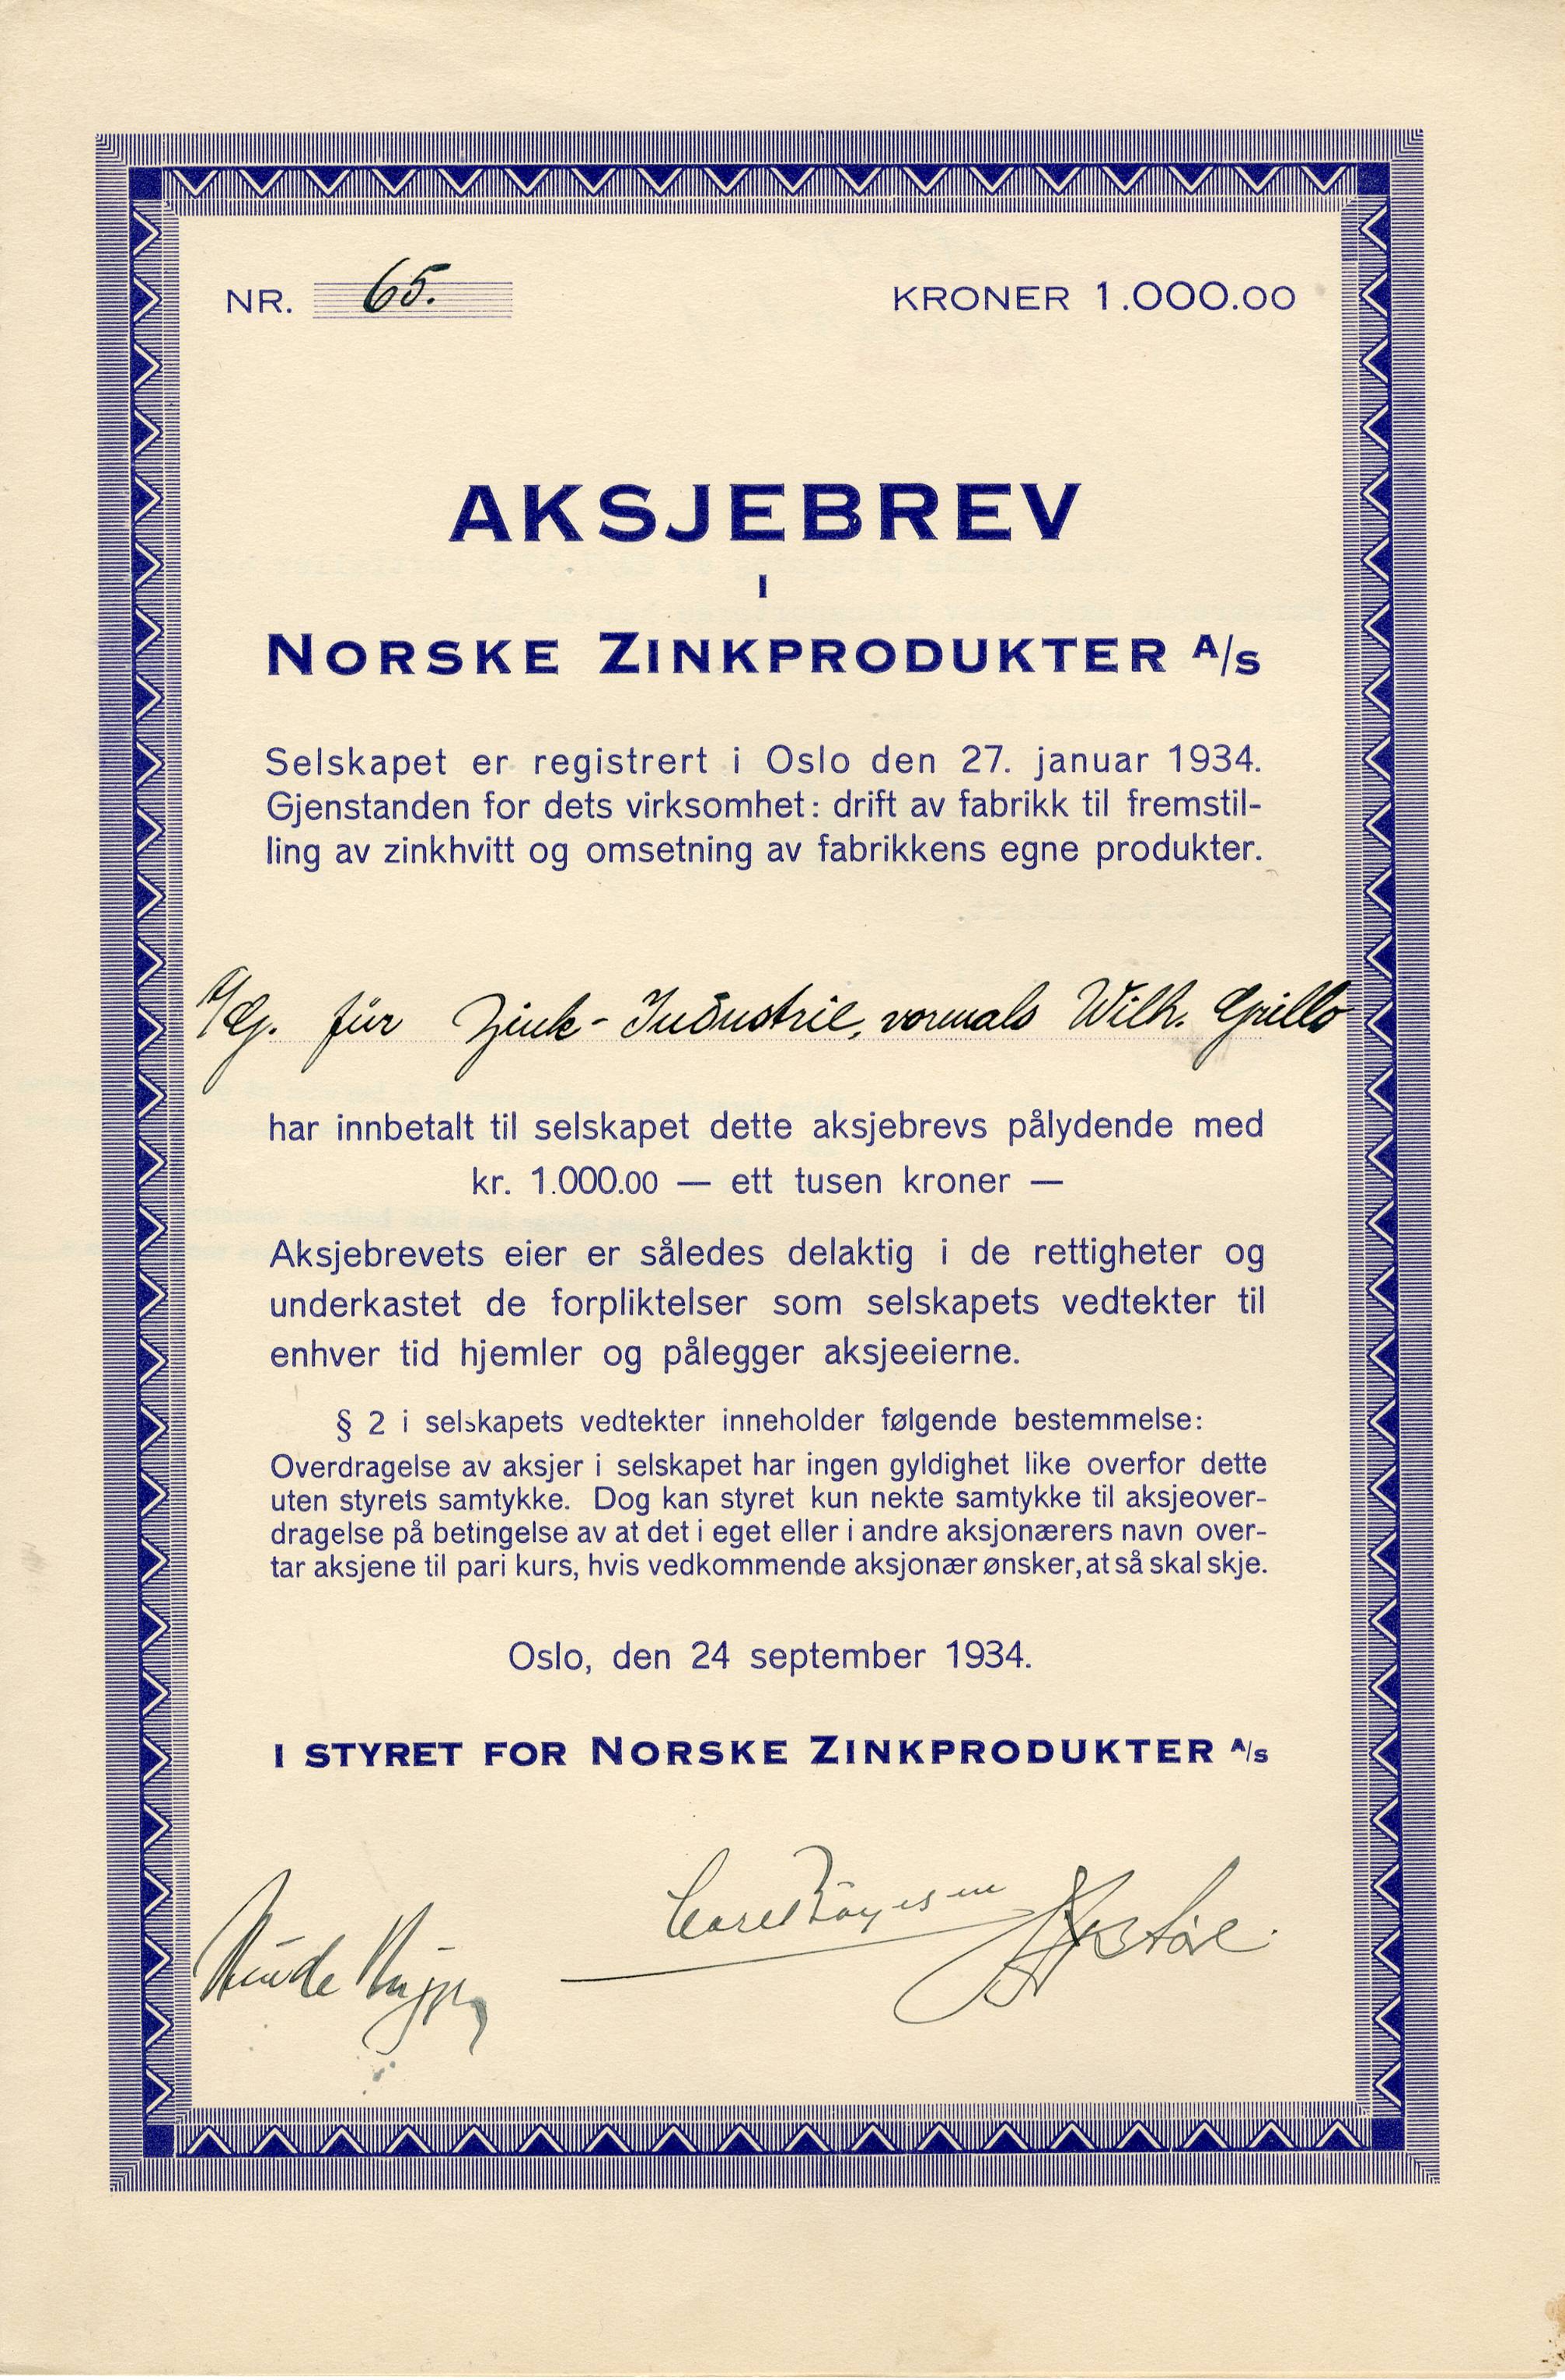 NR. 65.
KRONER 1.000.00
AKSJEBREV
I
NORSKE ZINKPRODUKTER A/S
Selskapet er registrert i Oslo den 27. januar 1934.
Gjenstanden for dets virksomhet: drift av fabrikk til fremstil-
ling av zinkhvitt og omsetning av fabrikkens egne produkter.
A/G. für Zink-Industrie, vormals Wilh. Grillo
har innbetalt til selskapet dette aksjebrevs pålydende med
kr. 1.000.00 — ett tusen kroner —
Aksjebrevets eier er således delaktig i de rettigheter og
underkastet de forpliktelser som selskapets vedtekter til
enhver tid hjemler og pålegger aksjeeierne.
§ 2 i selskapets vedtekter inneholder følgende bestemmelse:
Overdragelse av aksjer i selskapet har ingen gyldighet like overfor dette
uten styrets samtykke. Dog kan styret kun nekte samtykke til aksjeover-
dragelse på betingelse av at det i eget eller i andre aksjonærers navn over-
tar aksjene til pari kurs, hvis vedkommende aksjonær ønsker, at så skal skje.
Oslo, den 24 september 1934.
I STYRET FOR NORSKE ZINKPRODUKTER A/S